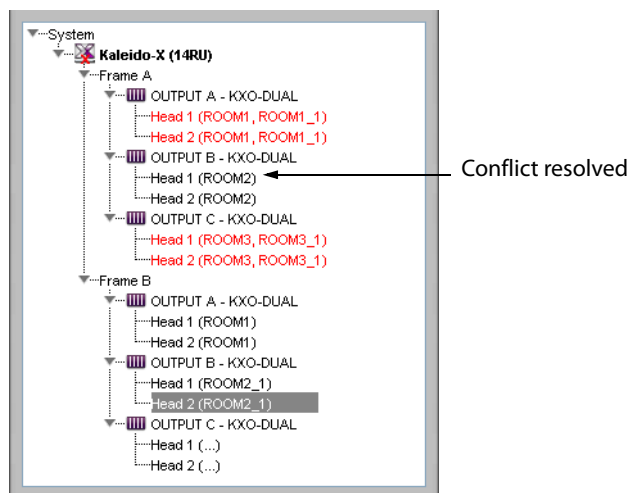 System
Kaleido-X (14RU)
Frame A
OUTPUT A - KXO-DUAL
Head 1 (ROOM1, ROOM1_1)
Head 2 (ROOM1, ROOM1_1)
OUTPUT B - KXO-DUAL
Head 1 (ROOM2)
Conflict resolved
Head 2 (ROOM2)
OUTPUT C - KXO-DUAL
Head 1 (ROOM3, ROOM3_1)
Head 2 (ROOM3, ROOM3_1)
Frame B
OUTPUT A - KXO-DUAL
Head 1 (ROOM1)
Head 2 (ROOM1)
OUTPUT B - KXO-DUAL
Head 1 (ROOM2_1)
Head 2 (ROOM2_1)
OUTPUT C - KXO-DUAL
Head 1 (...)
Head 2 (...)